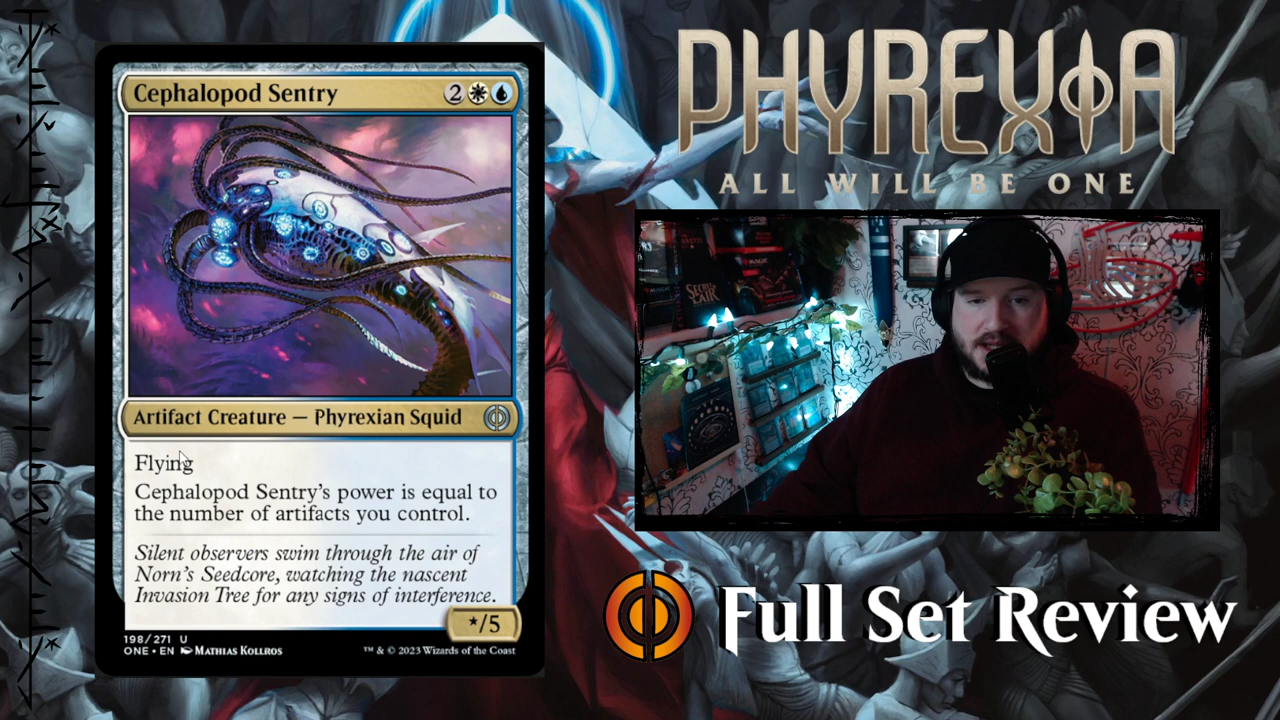 Cephalopod Sentry 2
Artifact Creature — Phyrexian Squid
Flying
Cephalopod Sentry's power is equal to
the number of artifacts you control.
Silent observers swim through the air of
Norn's Seedcore, watching the nascent
Invasion Tree for any signs of interference.
*/5
198/271 U
ONE • EN MATHIAS KOLLROS
™ & © 2023 Wizards of the Coast
PHYREXIA
ALL WILL BE ONE
SECRET
LAIR
MAGIC
Full Set Review